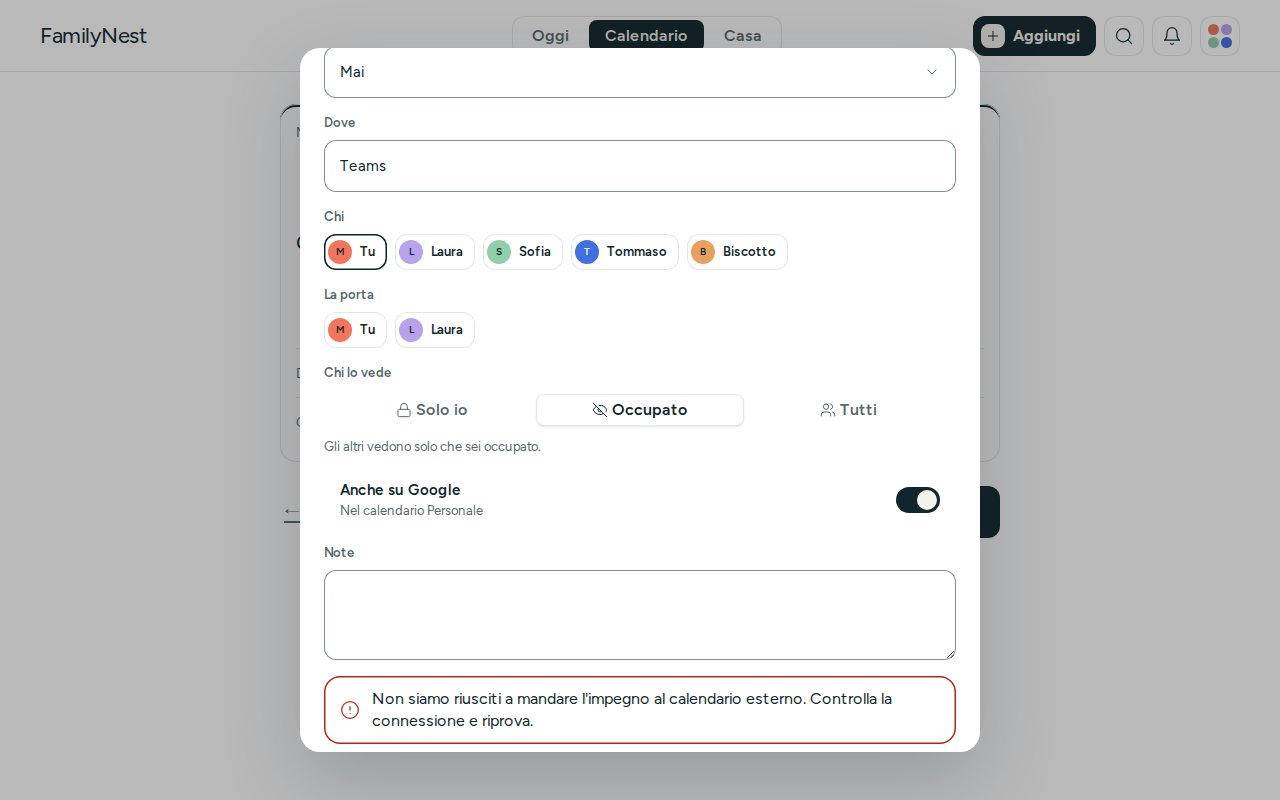 FamilyNest
Oggi
Calendario
Casa
Aggiungi
Mai
Dove
Teams
Chi
M Tu
L Laura
S Sofia
T Tommaso
B Biscotto
La porta
M Tu
L Laura
Chi lo vede
Solo io
Occupato
Tutti
Gli altri vedono solo che sei occupato.
Anche su Google
Nel calendario Personale
←
Note
Non siamo riusciti a mandare l'impegno al calendario esterno. Controlla la
connessione e riprova.